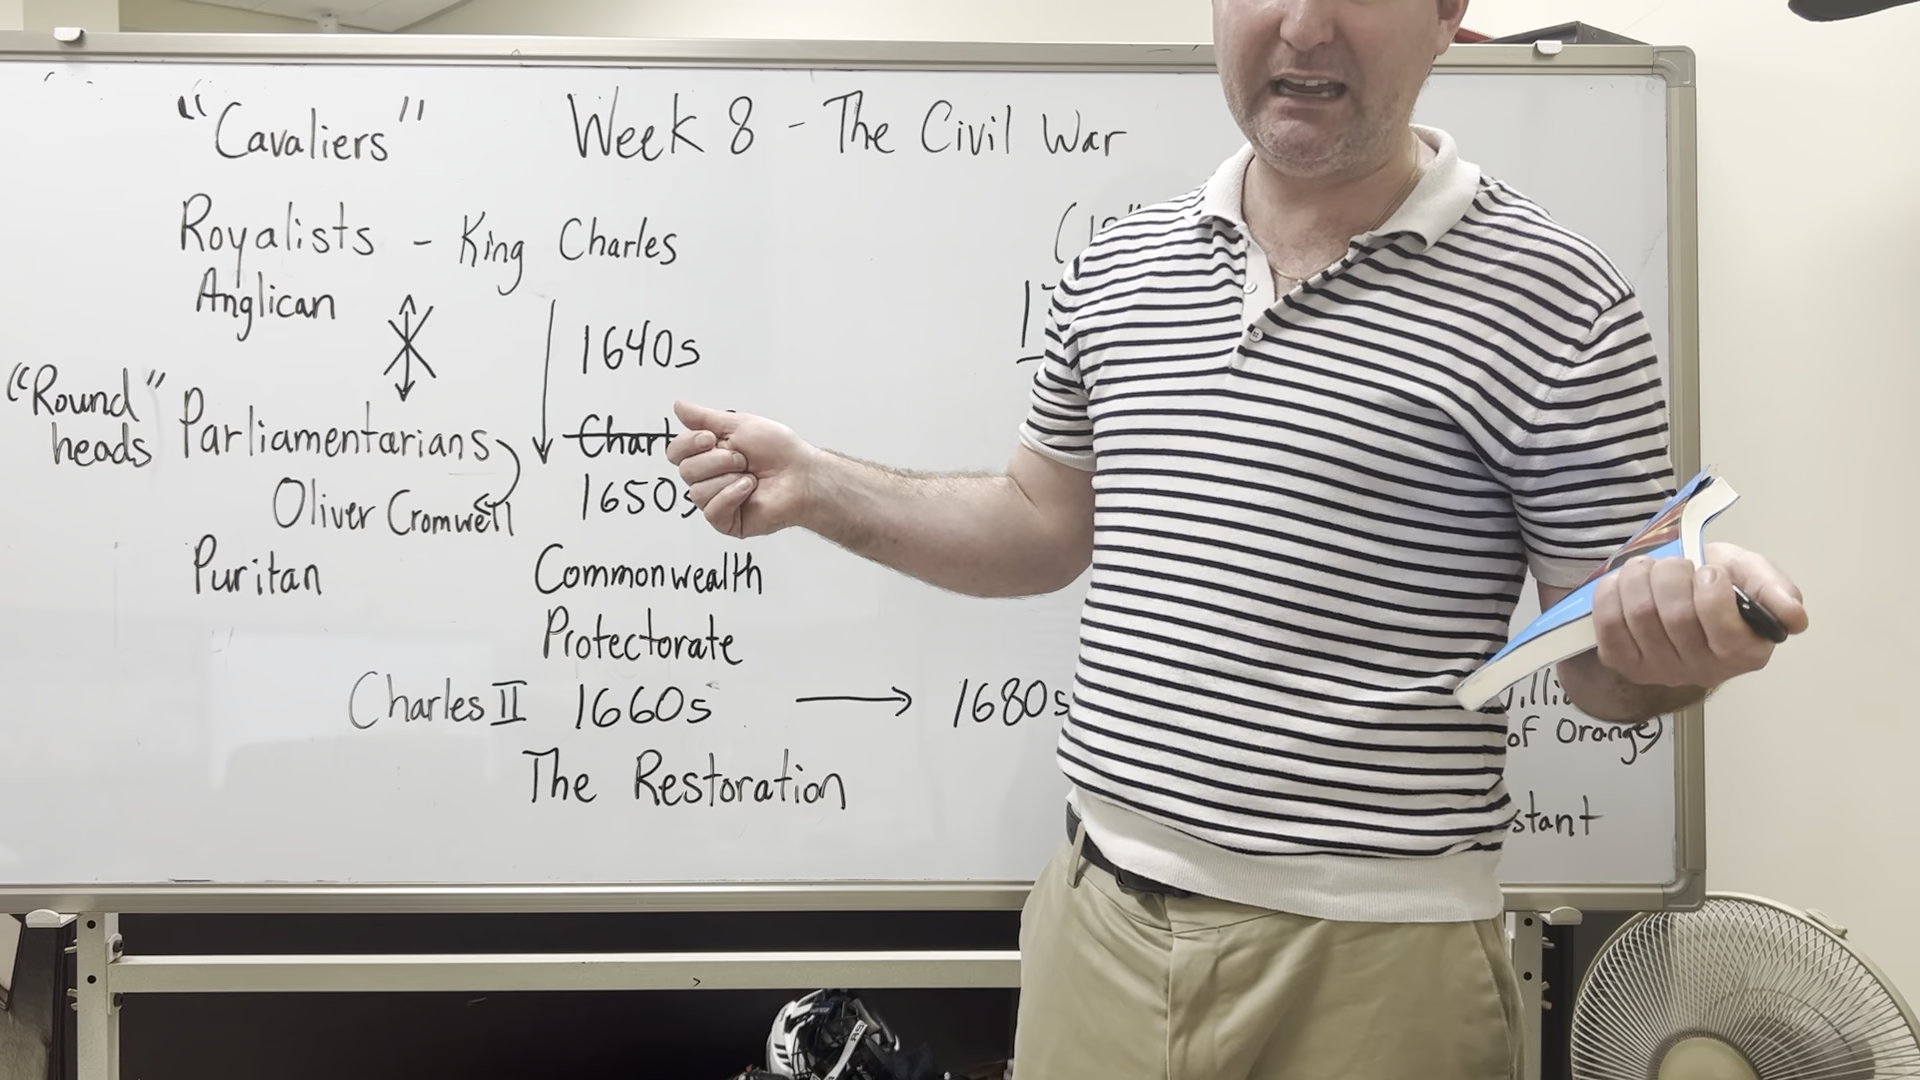 "Cavaliers"
Week 8 - The Civil War
Royalists - King Charles
Anglican
1640s
"Round heads"
Parliamentarians
Oliver Cromwell
1650s
Puritan
Commonwealth
Protectorate
Charles II 1660s → 1680s
of Orange)
The Restoration